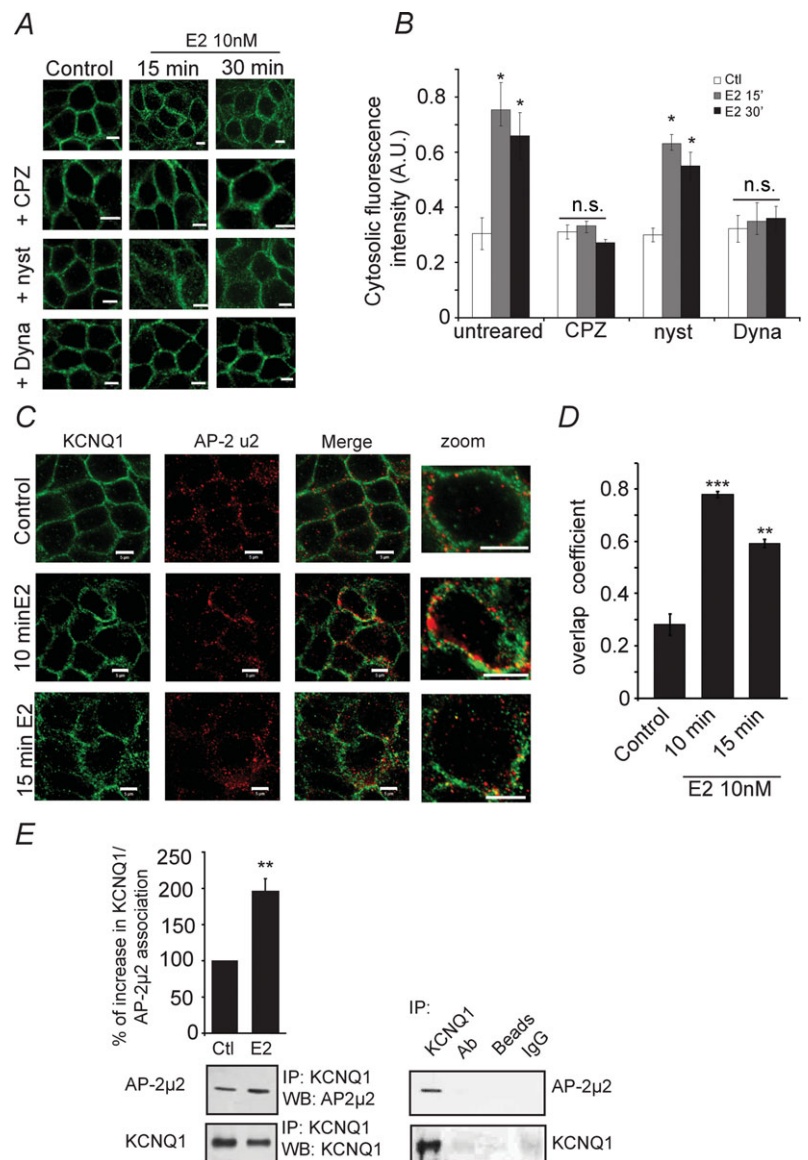 A
E2 10nM
Control 15 min 30 min
+ CPZ
+ nyst
+ Dyna
B
Cytosolic fluorescence
intensity (A.U.)
0.8
0.6
0.4
0.2
0
Ctl
E2 15'
E2 30'
* *
n.s.
* *
n.s.
untreared CPZ nyst Dyna
C
KCNQ1 AP-2 u2 Merge zoom
Control
10 minE2
15 min E2
5 µm
D
overlap coefficient
0.8
0.6
0.4
0.2
0
***
**
Control 10 min 15 min
E2 10nM
E
% of increase in KCNQ1/
AP-2µ2 association
250
200
150
100
50
0
**
Ctl E2
AP-2µ2
IP: KCNQ1
WB: AP2µ2
KCNQ1
IP: KCNQ1
WB: KCNQ1
IP:
KCNQ1 Ab Beads IgG
AP-2µ2
KCNQ1